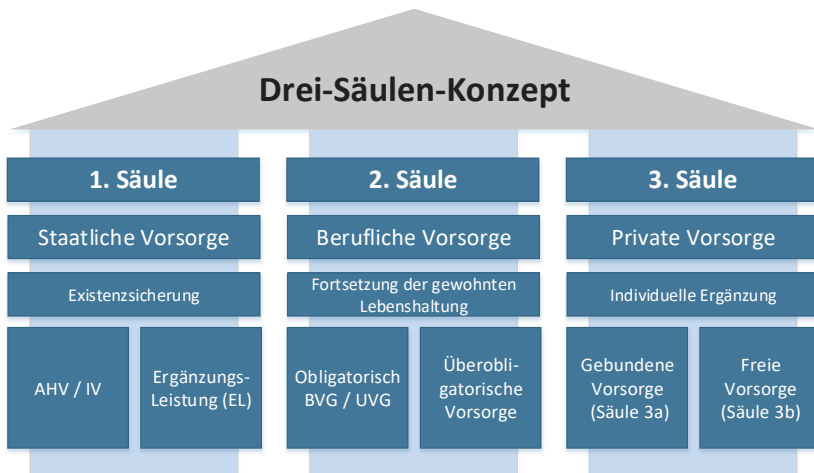 Drei-Säulen-Konzept
1. Säule
2. Säule
3. Säule
Staatliche Vorsorge
Berufliche Vorsorge
Private Vorsorge
Existenzsicherung
Fortsetzung der gewohnten
Lebenshaltung
Individuelle Ergänzung
AHV / IV
Ergänzungs-
Leistung (EL)
Obligatorisch
BVG / UVG
Überobli-
gatorische
Vorsorge
Gebundene
Vorsorge
(Säule 3a)
Freie
Vorsorge
(Säule 3b)